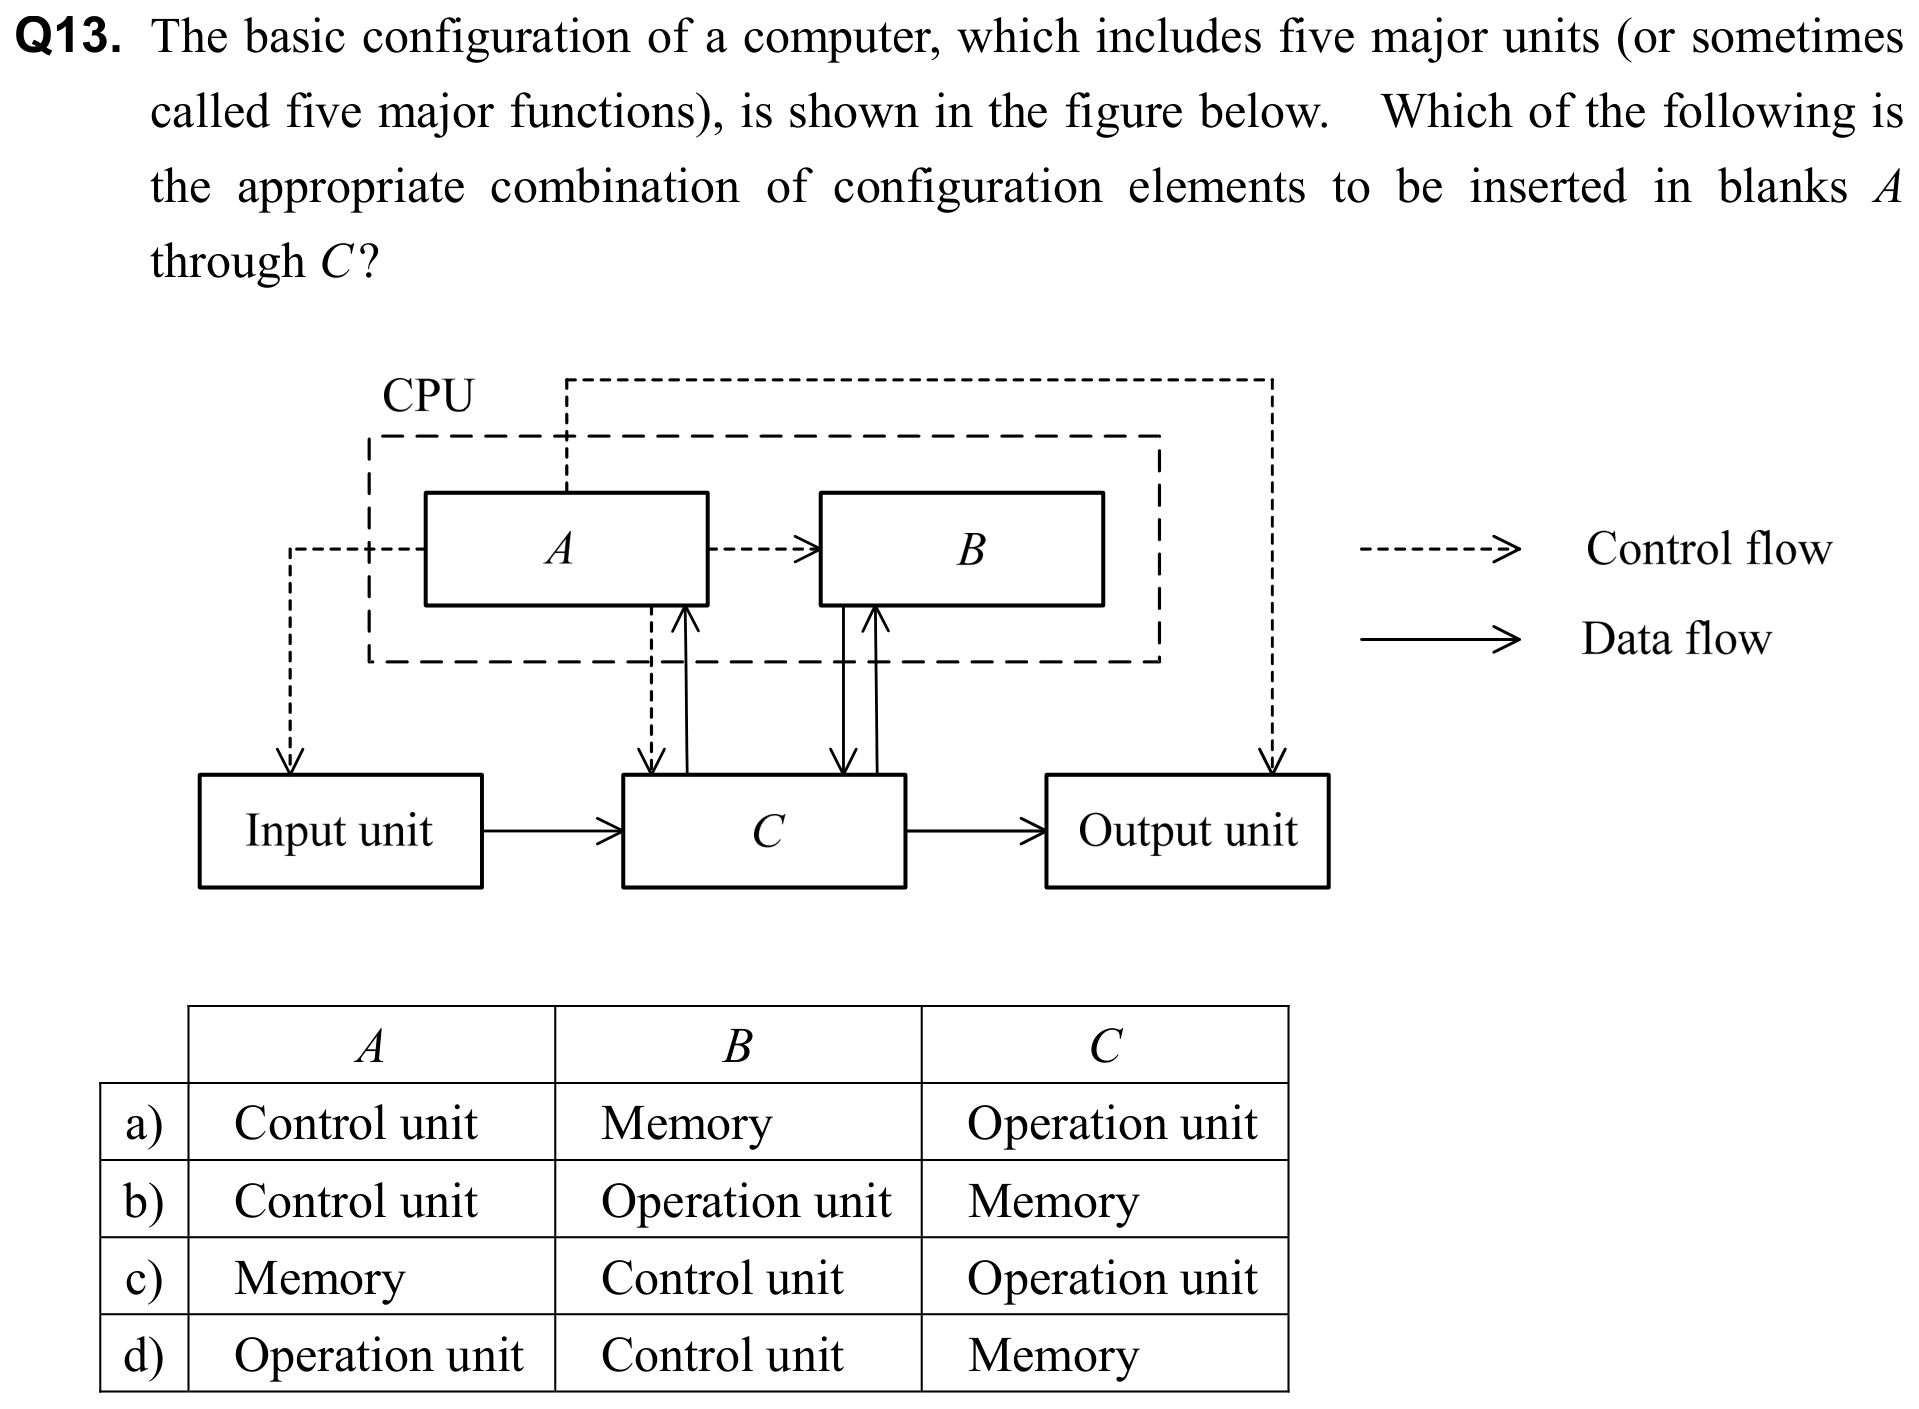 Q13. The basic configuration of a computer, which includes five major units (or sometimes
called five major functions), is shown in the figure below. Which of the following is
the appropriate combination of configuration elements to be inserted in blanks A
through C?
CPU
A B
Control flow
Data flow
Input unit C Output unit
A B C
a) Control unit Memory Operation unit
b) Control unit Operation unit Memory
c) Memory Control unit Operation unit
d) Operation unit Control unit Memory